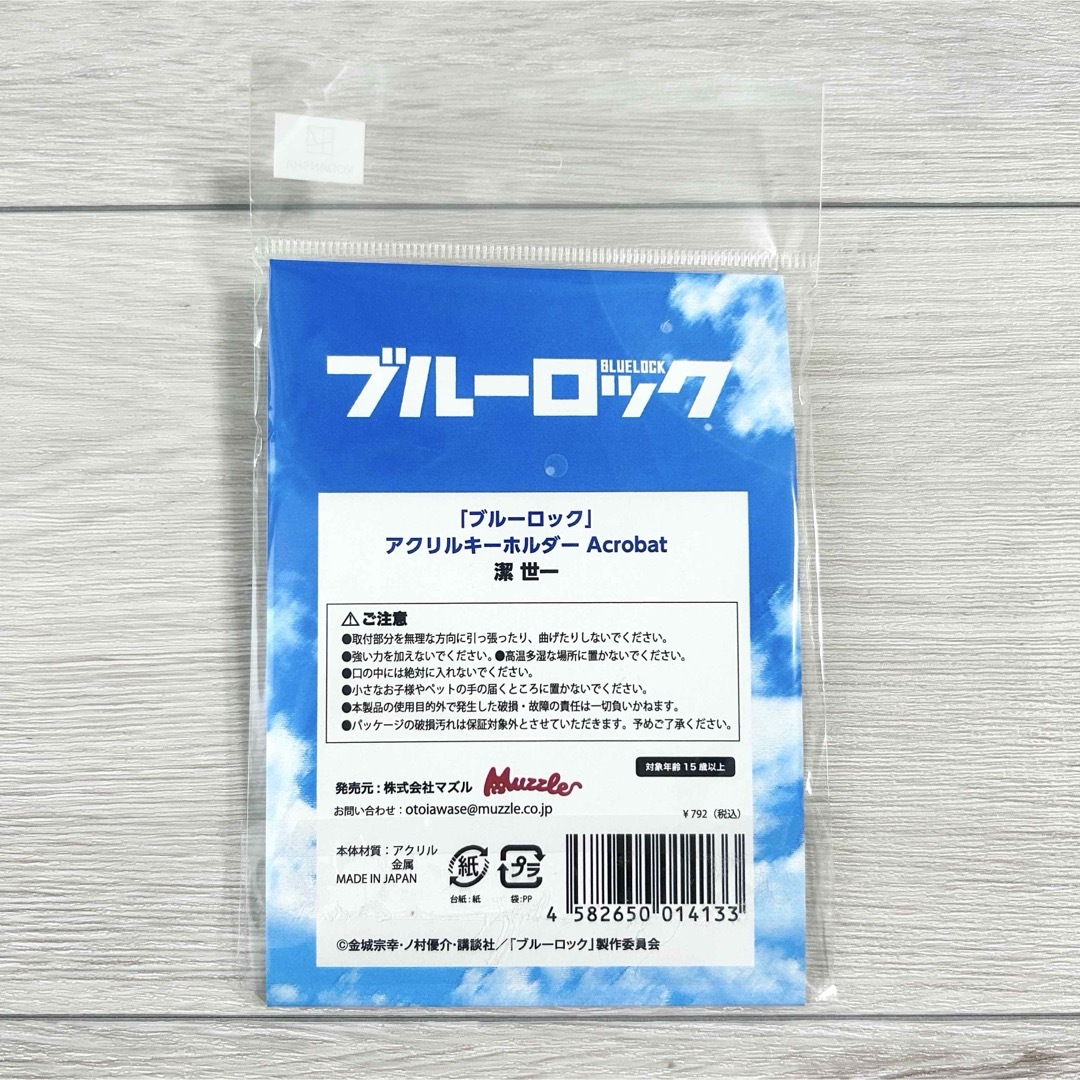 BLUELOCK
ブルーロック
「ブルーロック」
アクリルキーホルダー Acrobat
潔 世一
⚠ご注意
●取付部分を無理な方向に引っ張ったり、曲げたりしないでください。
●強い力を加えないでください。●高温多湿な場所に置かないでください。
●口の中には絶対に入れないでください。
●小さなお子様やペットの手の届くところに置かないでください。
●本製品の使用目的外で発生した破損・故障の責任は一切負いかねます。
●パッケージの破損汚れは保証対象外とさせていただきます。予めご了承ください。
対象年齢 15 歳以上
発売元 : 株式会社マズル Muzzle
お問い合わせ : otoiawase@muzzle.co.jp
¥792(税込)
本体材質 : アクリル
金属
MADE IN JAPAN
紙
プラ
台紙 : 紙
袋 : PP
4 582650 014133
©金城宗幸・ノ村優介・講談社/「ブルーロック」製作委員会